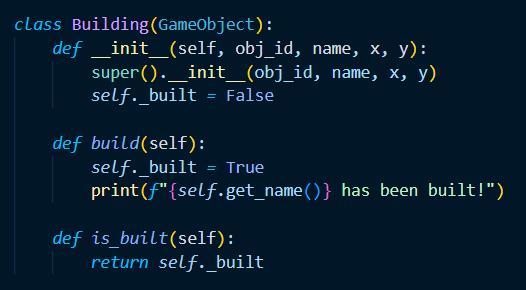 class Building(GameObject):
    def __init__(self, obj_id, name, x, y):
        super().__init__(obj_id, name, x, y)
        self._built = False

    def build(self):
        self._built = True
        print(f"{self.get_name()} has been built!")

    def is_built(self):
        return self._built